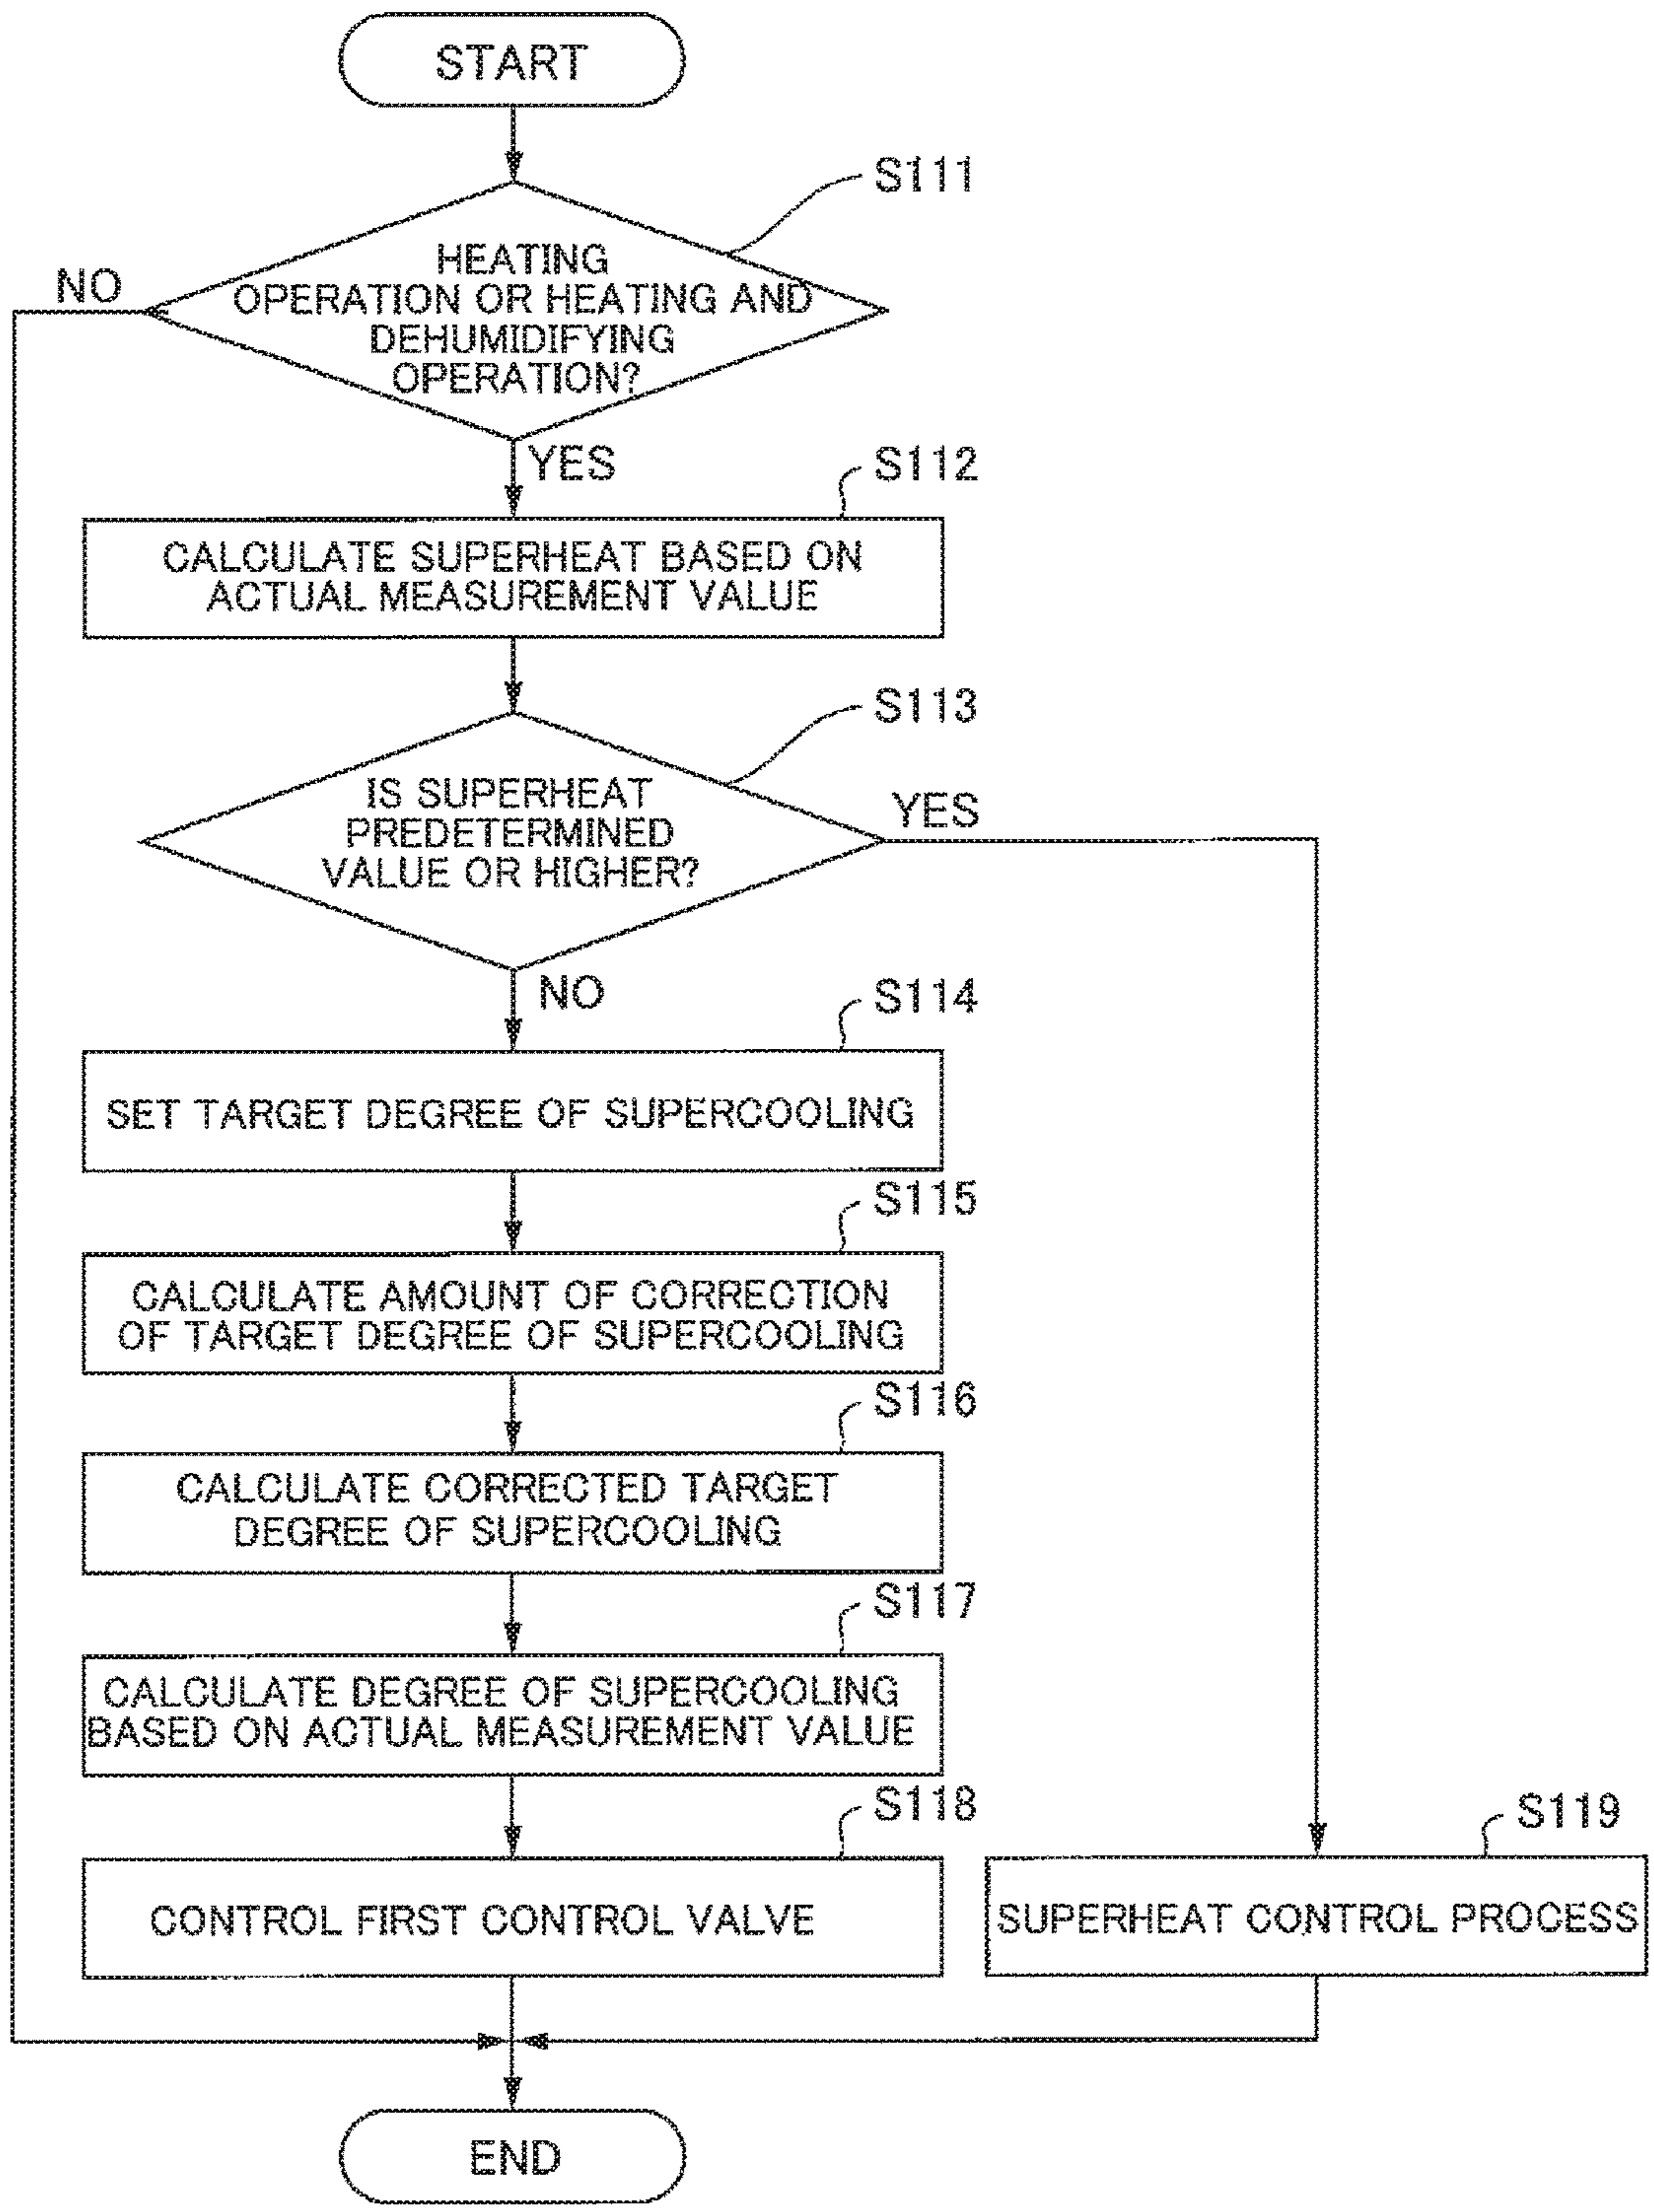 START
S111
HEATING
OPERATION OR HEATING AND
DEHUMIDIFYING
OPERATION?
NO
YES
S112
CALCULATE SUPERHEAT BASED ON
ACTUAL MEASUREMENT VALUE
S113
IS SUPERHEAT
PREDETERMINED
VALUE OR HIGHER?
YES
NO
S114
SET TARGET DEGREE OF SUPERCOOLING
S115
CALCULATE AMOUNT OF CORRECTION
OF TARGET DEGREE OF SUPERCOOLING
S116
CALCULATE CORRECTED TARGET
DEGREE OF SUPERCOOLING
S117
CALCULATE DEGREE OF SUPERCOOLING
BASED ON ACTUAL MEASUREMENT VALUE
S118
CONTROL FIRST CONTROL VALVE
S119
SUPERHEAT CONTROL PROCESS
END